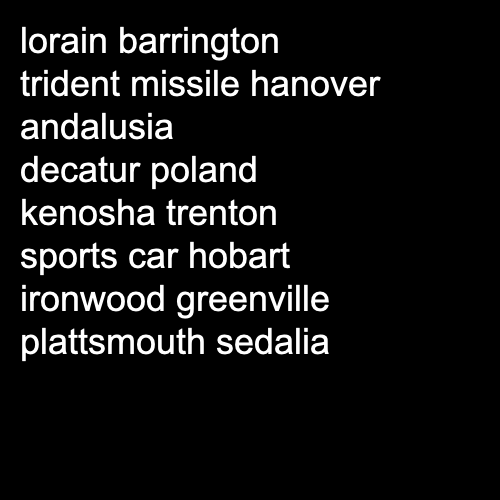 lorain barrington
trident missile hanover
andalusia
decatur poland
kenosha trenton
sports car hobart
ironwood greenville
plattsmouth sedalia